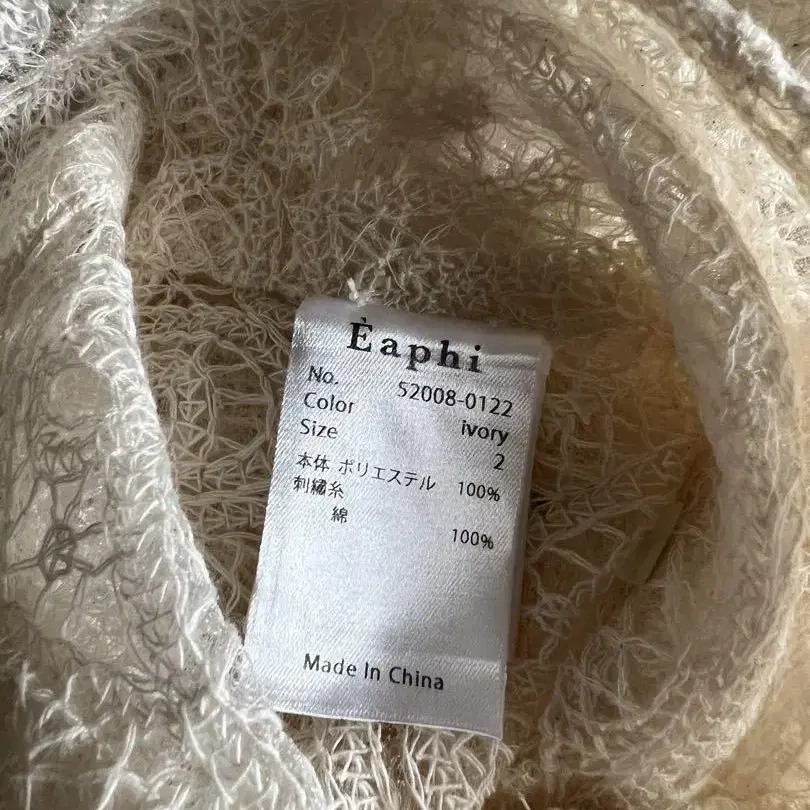 Èaphi
No. 52008-0122
Color ivory
Size 2
本体 ポリエステル 100%
刺繍糸
綿 100%
Made In China